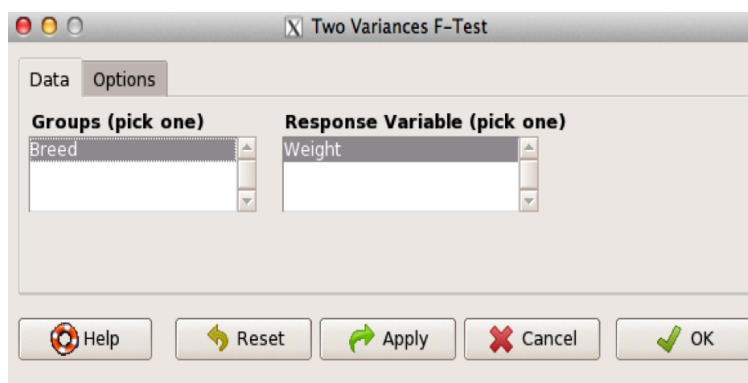 X Two Variances F-Test
Data Options
Groups (pick one) Response Variable (pick one)
Breed Weight
Help Reset Apply Cancel OK